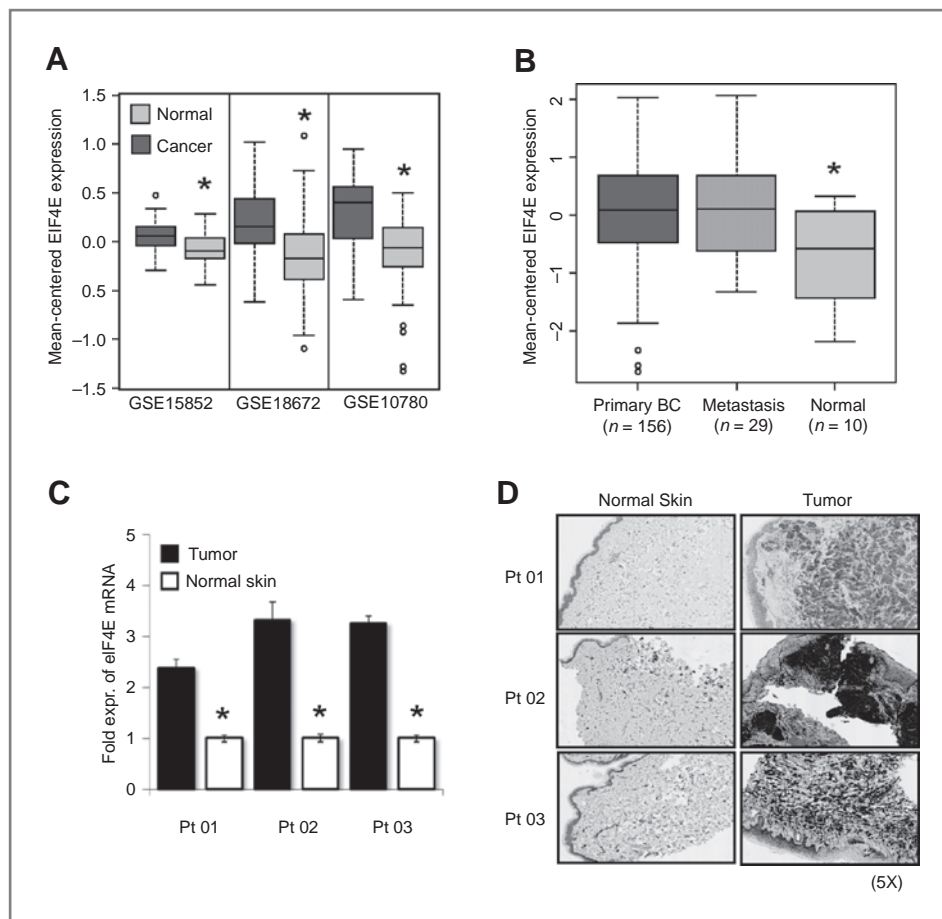 A
Mean-centered EIF4E expression
1.5
1.0
0.5
0.0
0.5
–1.0
–1.5
Normal
Cancer
*
*
*
GSE15852
GSE18672
GSE10780
B
Mean-centered EIF4E expression
2
1
0
–1
–2
*
Primary BC
(n = 156)
Metastasis
(n = 29)
Normal
(n = 10)
C
Fold expr. of eIF4E mRNA
5
4
3
2
1
0
Tumor
Normal skin
*
*
*
Pt 01
Pt 02
Pt 03
D
Normal Skin
Tumor
Pt 01
Pt 02
Pt 03
(5X)